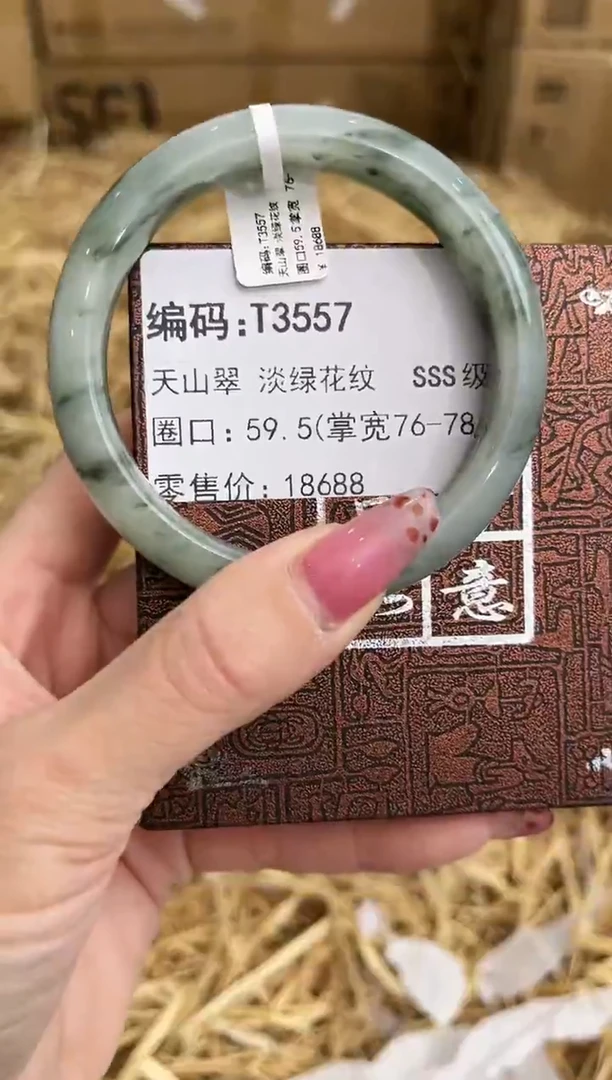 编码:T3557
天山翠 淡绿花纹
圈口59.5掌宽 76-
￥ 18688
编码:T3557
天山翠 淡绿花纹 SSS级
圈口: 59.5(掌宽76-78
零售价: 18688
意